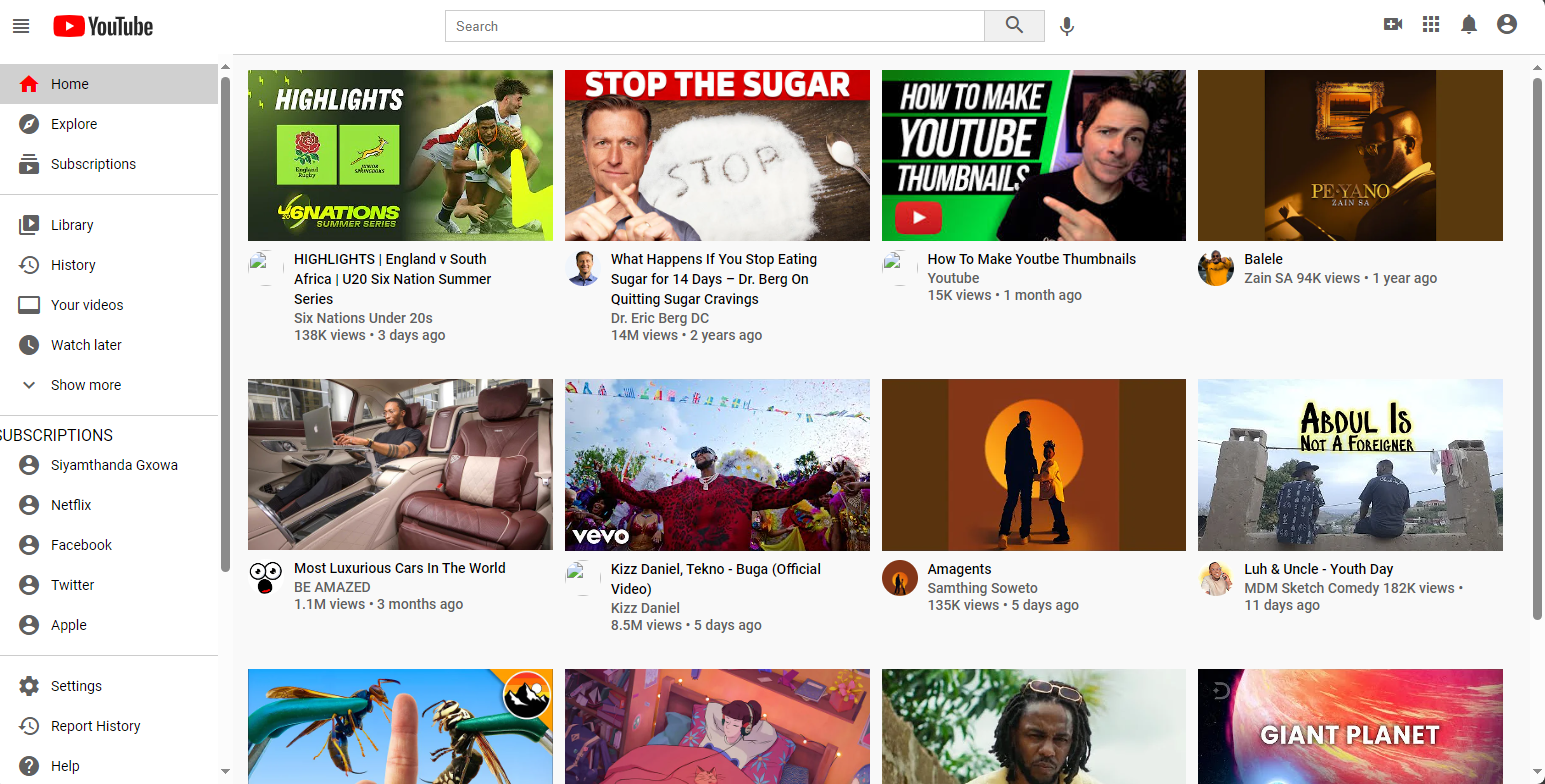 YouTube
Search
Home
Explore
Subscriptions
Library
History
Your videos
Watch later
Show more
SUBSCRIPTIONS
Siyamthanda Gxowa
Netflix
Facebook
Twitter
Apple
Settings
Report History
Help
HIGHLIGHTS
England
Rugby
JUNIOR
SPRINGBOKS
6NATIONS
SUMMER SERIES
HIGHLIGHTS | England v South
Africa | U20 Six Nation Summer
Series
Six Nations Under 20s
138K views • 3 days ago
STOP THE SUGAR
STOP
What Happens If You Stop Eating
Sugar for 14 Days – Dr. Berg On
Quitting Sugar Cravings
Dr. Eric Berg DC
14M views • 2 years ago
HOW TO MAKE
YOUTUBE
THUMBNAILS
How To Make Youtbe Thumbnails
Youtube
15K views • 1 month ago
PE-YANO
ZAIN SA
Balele
Zain SA 94K views • 1 year ago
Most Luxurious Cars In The World
BE AMAZED
1.1M views • 3 months ago
vevo
Kizz Daniel, Tekno - Buga (Official
Video)
Kizz Daniel
8.5M views • 5 days ago
Amagents
Samthing Soweto
135K views • 5 days ago
ABDUL IS
NOT A FOREIGNER
Luh & Uncle - Youth Day
MDM Sketch Comedy 182K views •
11 days ago
GIANT PLANET